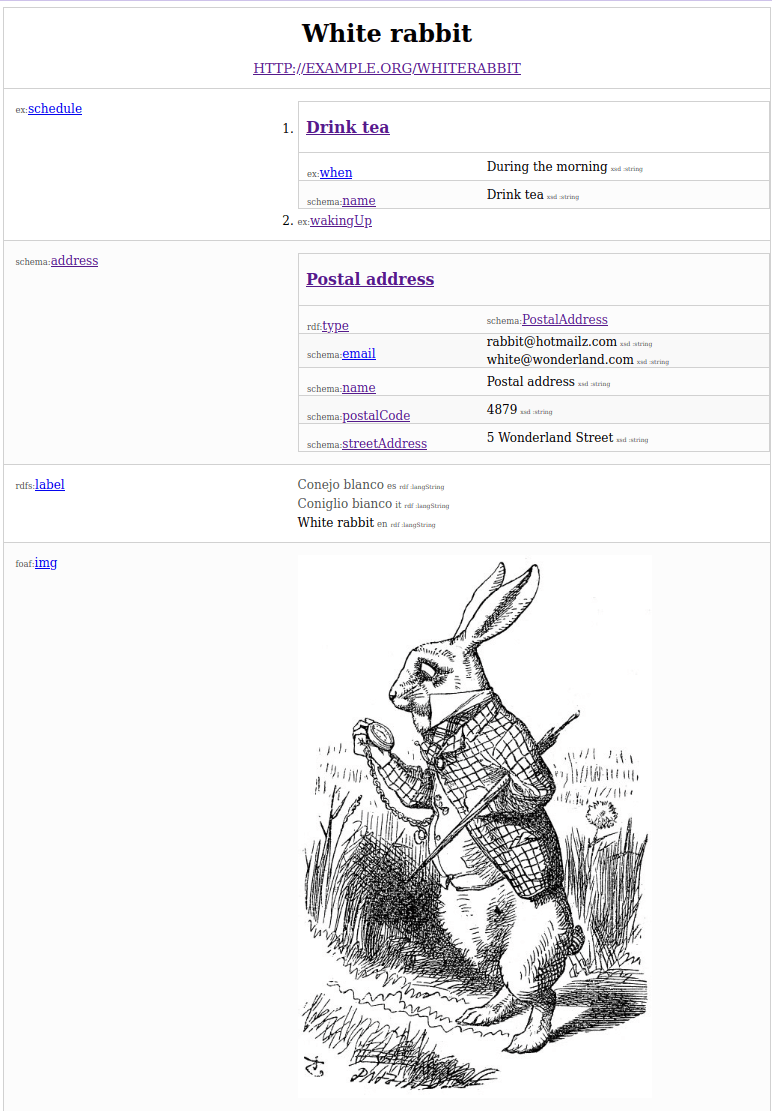 White rabbit
HTTP://EXAMPLE.ORG/WHITERABBIT
ex:schedule
1. Drink tea
ex:when During the morning xsd :string
schema:name Drink tea xsd :string
2. ex:wakingUp
schema:address
Postal address
rdf:type schema:PostalAddress
schema:email rabbit@hotmailz.com xsd :string
white@wonderland.com xsd :string
schema:name Postal address xsd :string
schema:postalCode 4879 xsd :string
schema:streetAddress 5 Wonderland Street xsd :string
rdfs:label Conejo blanco es rdf :langString
Coniglio bianco it rdf :langString
White rabbit en rdf :langString
foaf:img